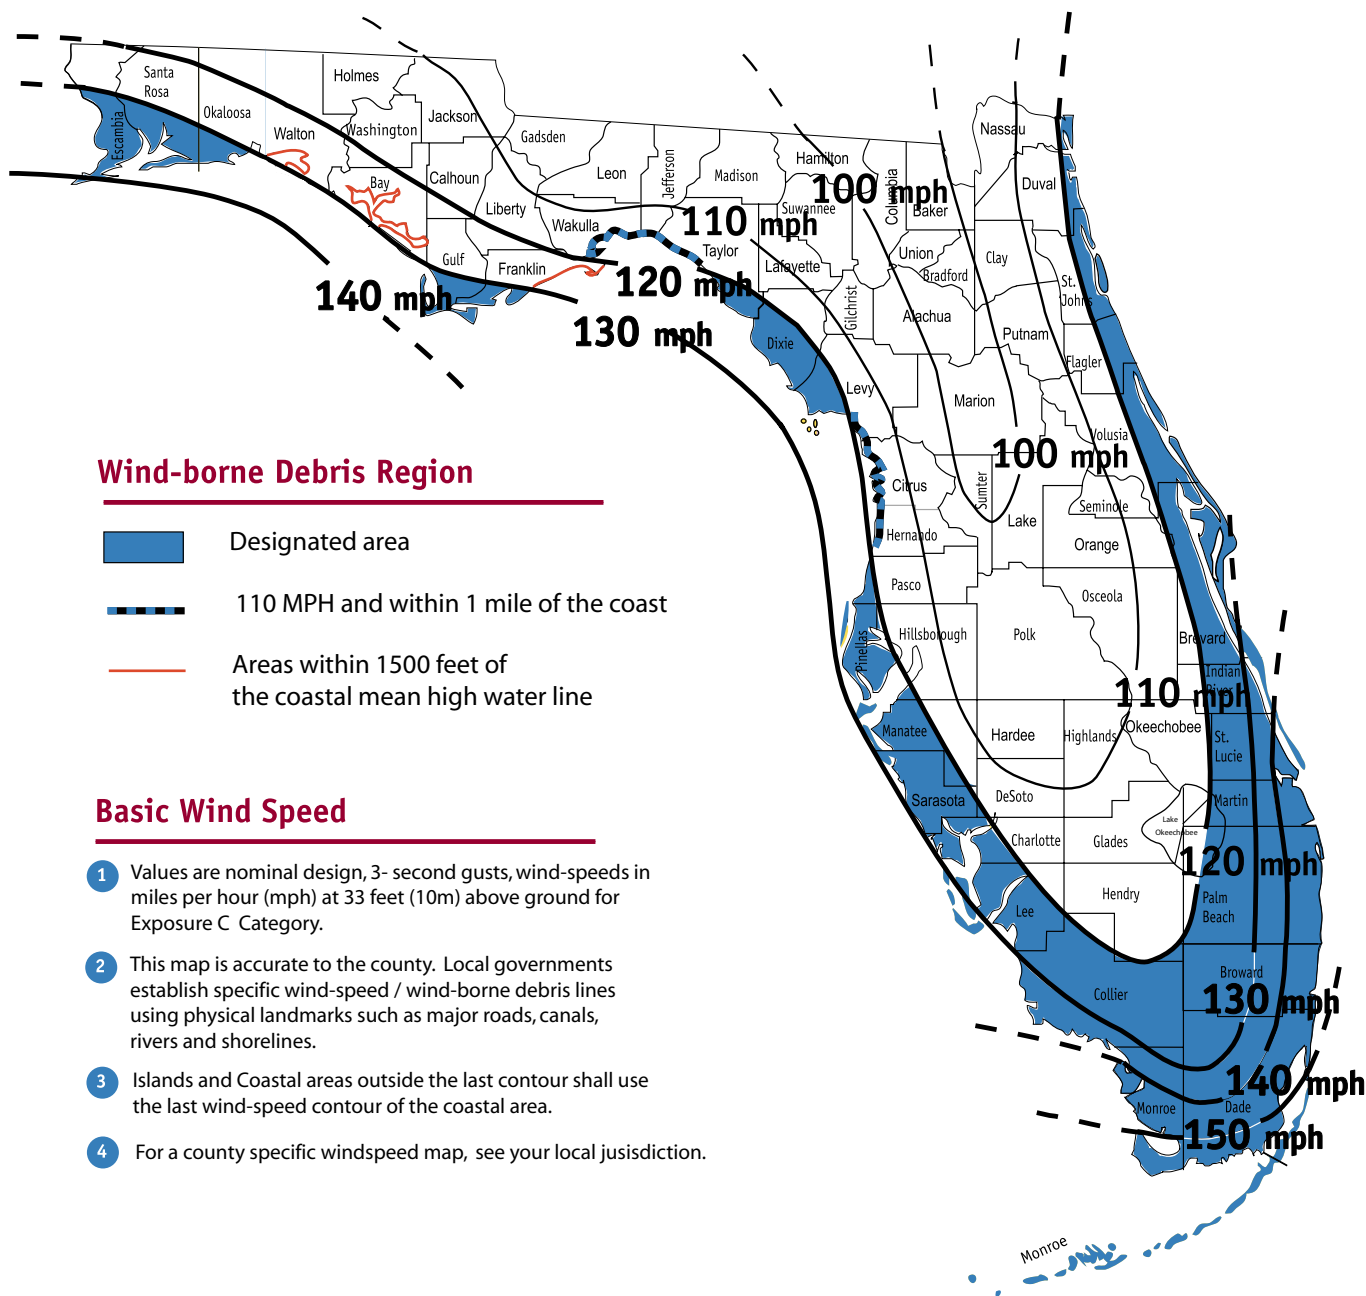 Holmes
Santa
Rosa
Okaloosa
Escambia
Walton
Washington
Jackson
Gadsden
Bay
Calhoun
Liberty
Leon
Jefferson
Madison
Hamilton
Nassau
Duval
Columbia
Baker
Suwannee
Wakulla
Taylor
Lafayette
Union
Bradford
Clay
St.
Johns
Gulf
Franklin
Gilchrist
Alachua
Putnam
Dixie
Flagler
Levy
Marion
Volusia
100 mph
110 mph
120 mph
130 mph
140 mph
100 mph
Citrus
Sumter
Lake
Seminole
Hernando
Orange
Pasco
Osceola
Pinellas
Hillsborough
Polk
Brevard
Indian
River
110 mph
Manatee
Hardee
Highlands
Okeechobee
St.
Lucie
Sarasota
DeSoto
Martin
Charlotte
Glades
Lake
Okeechobee
120 mph
Lee
Hendry
Palm
Beach
Collier
Broward
130 mph
140 mph
Monroe
Dade
150 mph
Monroe
Wind-borne Debris Region
Designated area
110 MPH and within 1 mile of the coast
Areas within 1500 feet of
the coastal mean high water line
Basic Wind Speed
1 Values are nominal design, 3- second gusts, wind-speeds in
miles per hour (mph) at 33 feet (10m) above ground for
Exposure C Category.
2 This map is accurate to the county. Local governments
establish specific wind-speed / wind-borne debris lines
using physical landmarks such as major roads, canals,
rivers and shorelines.
3 Islands and Coastal areas outside the last contour shall use
the last wind-speed contour of the coastal area.
4 For a county specific windspeed map, see your local jusisdiction.